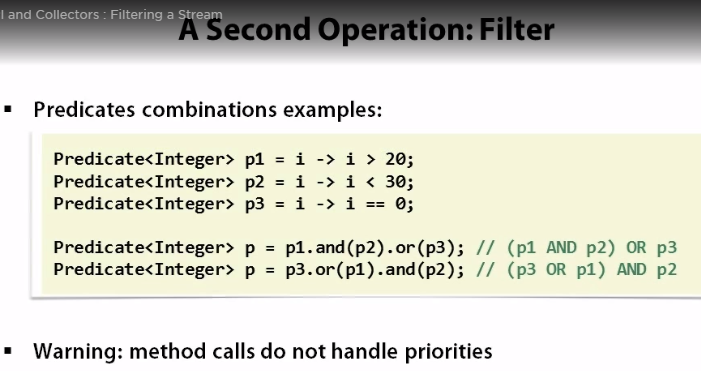 l and Collectors : Filtering a Stream
A Second Operation: Filter
▪ Predicates combinations examples:
Predicate<Integer> p1 = i -> i > 20;
Predicate<Integer> p2 = i -> i < 30;
Predicate<Integer> p3 = i -> i == 0;
Predicate<Integer> p = p1.and(p2).or(p3); // (p1 AND p2) OR p3
Predicate<Integer> p = p3.or(p1).and(p2); // (p3 OR p1) AND p2
▪ Warning: method calls do not handle priorities